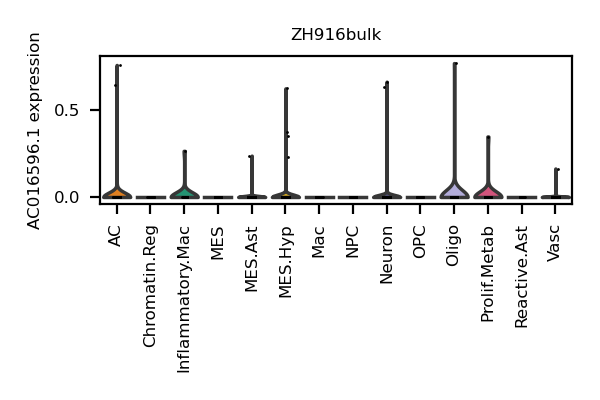 ZH916bulk
AC016596.1 expression
0.5
0.0
AC
Chromatin.Reg
Inflammatory.Mac
MES
MES.Ast
MES.Hyp
Mac
NPC
Neuron
OPC
Oligo
Prolif.Metab
Reactive.Ast
Vasc